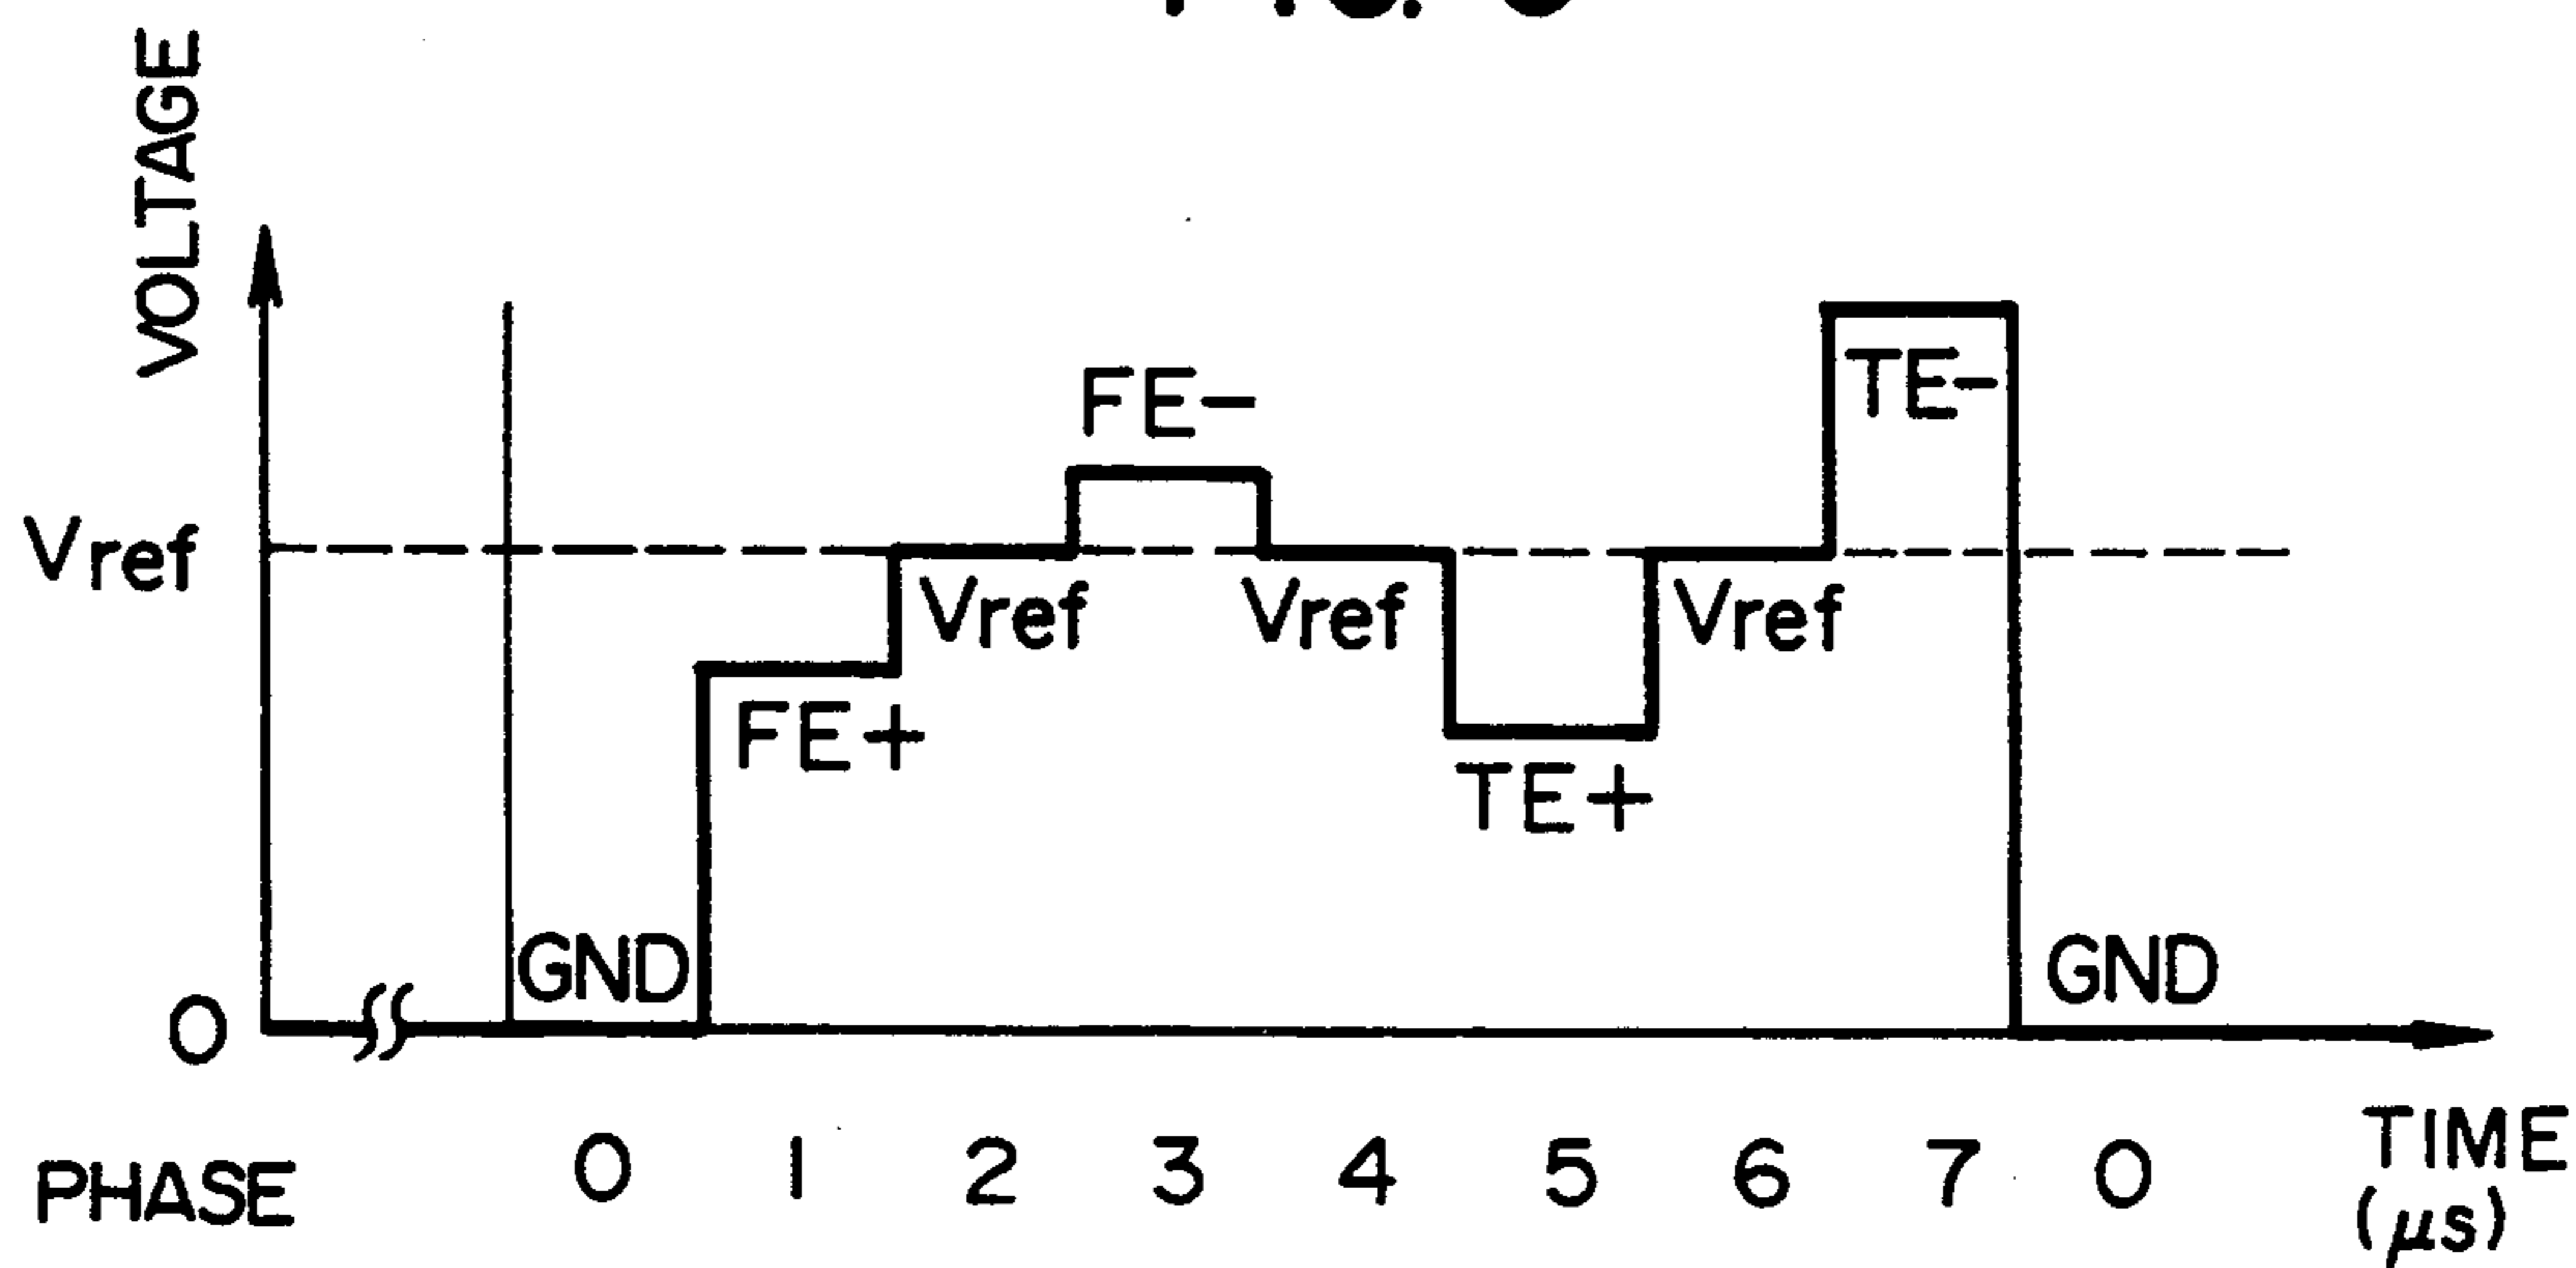 VOLTAGE
FE-
TE-
Vref
Vref
Vref
Vref
FE+
TE+
GND
GND
0
PHASE
0 1 2 3 4 5 6 7 0
TIME
(μs)